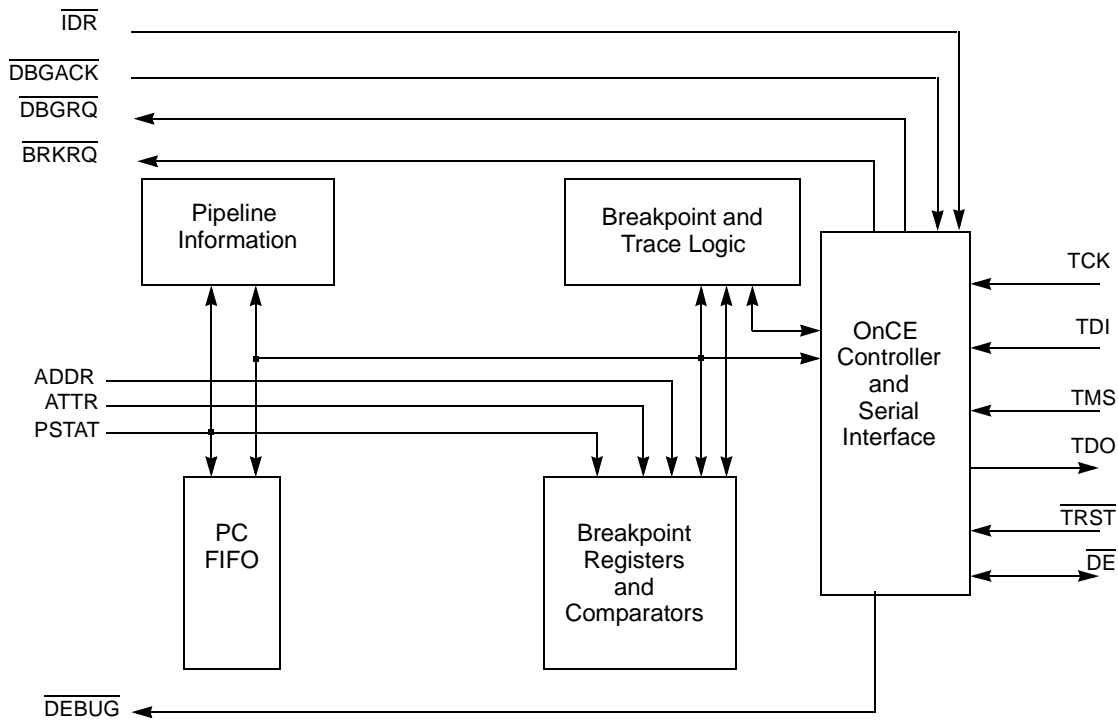 IDR
DBGACK
DBGRQ
BRKRQ
Pipeline
Information
Breakpoint and
Trace Logic
TCK
TDI
TMS
TDO
TRST
DE
OnCE
Controller
and
Serial
Interface
ADDR
ATTR
PSTAT
PC
FIFO
Breakpoint
Registers
and
Comparators
DEBUG